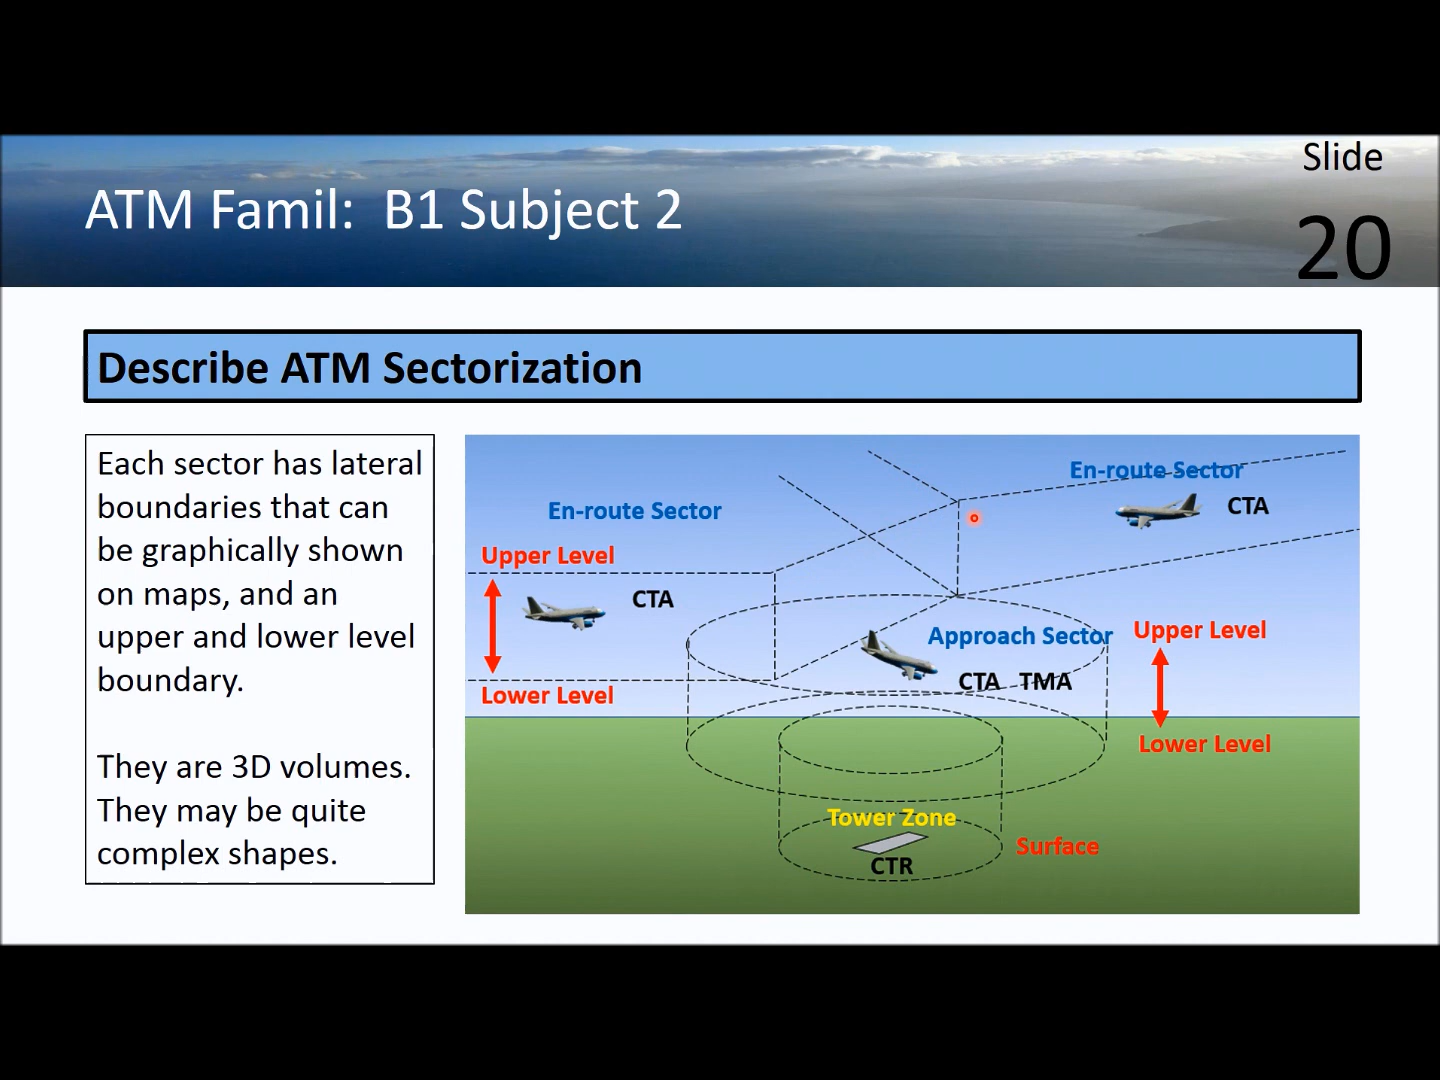 Slide
20
ATM Famil: B1 Subject 2
Describe ATM Sectorization
Each sector has lateral
boundaries that can
be graphically shown
on maps, and an
upper and lower level
boundary.
They are 3D volumes.
They may be quite
complex shapes.
En-route Sector
CTA
En-route Sector
Upper Level
CTA
Lower Level
Approach Sector
CTA TMA
Upper Level
Lower Level
Tower Zone
CTR
Surface